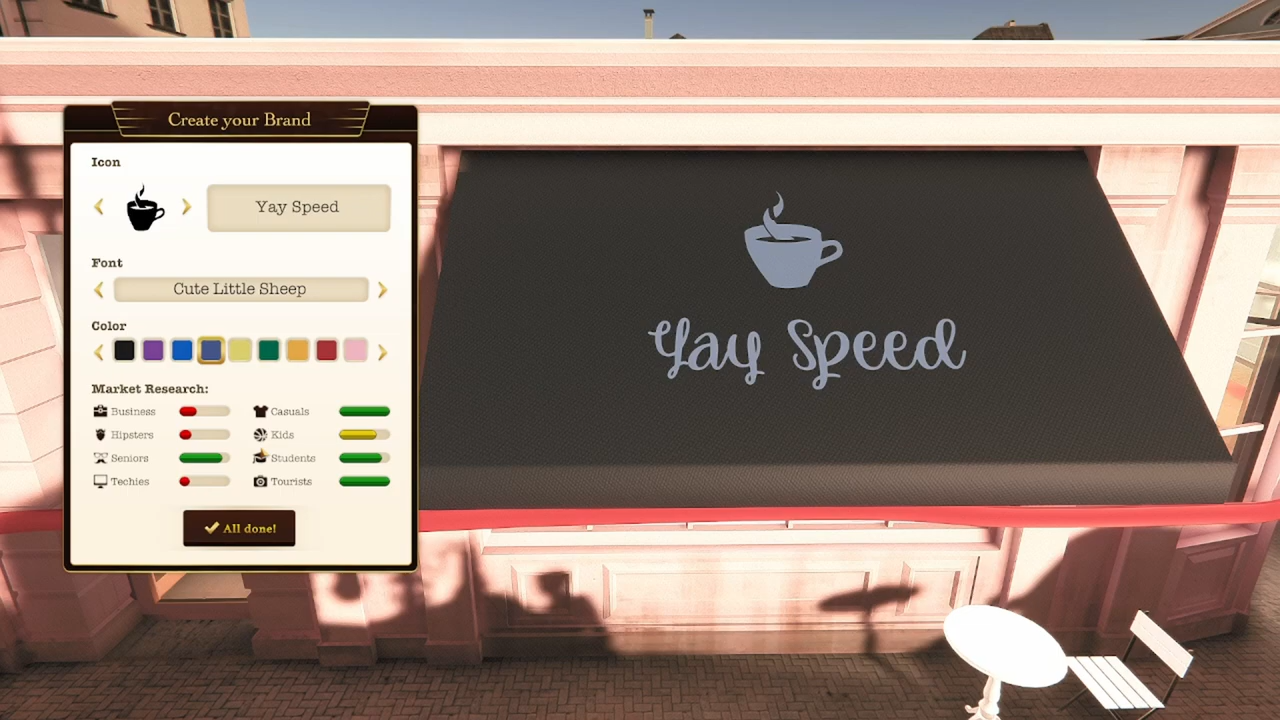 Create your Brand
Icon
Yay Speed
Font
Cute Little Sheep
Color
Market Research:
Business
Casuals
Hipsters
Kids
Seniors
Students
Techies
Tourists
All done!
Yay Speed